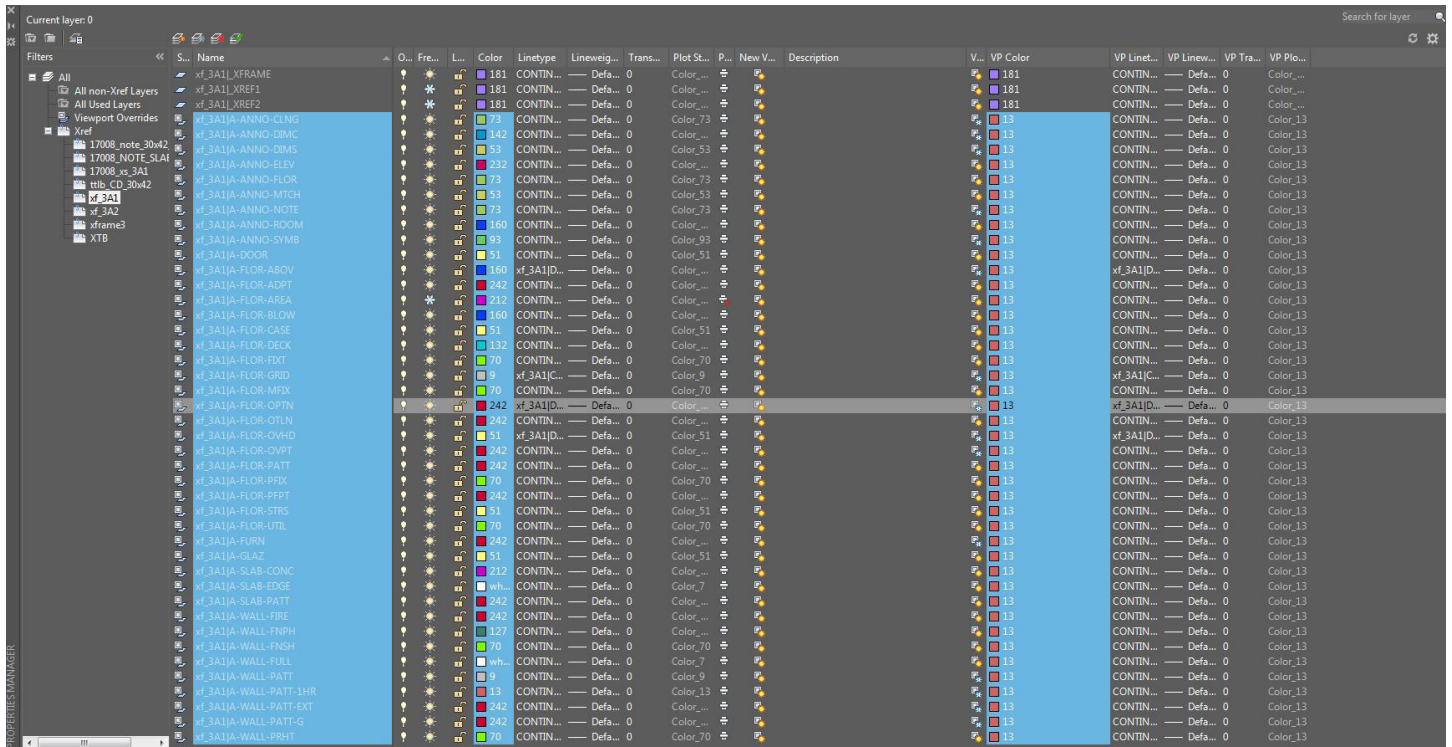 Current layer: 0
Search for layer
Filters
«
S... Name O... Fre... L... Color Linetype Lineweig... Trans... Plot St... P... New V... Description V... VP Color VP Linet... VP Linew... VP Tra... VP Plo...
All
All non-Xref Layers
All Used Layers
Viewport Overrides
Xref
17008_note_30x42
17008_NOTE_SLAI
17008_xs_3A1
ttlb_CD_30x42
xf_3A1
xf_3A2
xframe3
XTB
xf_3A1|_XFRAME 181 CONTIN... Defa... 0 Color_... 181 CONTIN... Defa... 0 Color_...
xf_3A1|_XREF1 181 CONTIN... Defa... 0 Color_... 181 CONTIN... Defa... 0 Color_...
xf_3A1|_XREF2 181 CONTIN... Defa... 0 Color_... 181 CONTIN... Defa... 0 Color_...
xf_3A1|A-ANNO-CLNG 73 CONTIN... Defa... 0 Color_73 13 CONTIN... Defa... 0 Color_13
xf_3A1|A-ANNO-DIMC 142 CONTIN... Defa... 0 Color_... 13 CONTIN... Defa... 0 Color_13
xf_3A1|A-ANNO-DIMS 53 CONTIN... Defa... 0 Color_53 13 CONTIN... Defa... 0 Color_13
xf_3A1|A-ANNO-ELEV 232 CONTIN... Defa... 0 Color_... 13 CONTIN... Defa... 0 Color_13
xf_3A1|A-ANNO-FLOR 73 CONTIN... Defa... 0 Color_73 13 CONTIN... Defa... 0 Color_13
xf_3A1|A-ANNO-MTCH 53 CONTIN... Defa... 0 Color_53 13 CONTIN... Defa... 0 Color_13
xf_3A1|A-ANNO-NOTE 73 CONTIN... Defa... 0 Color_73 13 CONTIN... Defa... 0 Color_13
xf_3A1|A-ANNO-ROOM 160 CONTIN... Defa... 0 Color_... 13 CONTIN... Defa... 0 Color_13
xf_3A1|A-ANNO-SYMB 93 CONTIN... Defa... 0 Color_93 13 CONTIN... Defa... 0 Color_13
xf_3A1|A-DOOR 51 CONTIN... Defa... 0 Color_51 13 CONTIN... Defa... 0 Color_13
xf_3A1|A-FLOR-ABOV 160 xf_3A1|D... Defa... 0 Color_... 13 xf_3A1|D... Defa... 0 Color_13
xf_3A1|A-FLOR-ADPT 242 CONTIN... Defa... 0 Color_... 13 CONTIN... Defa... 0 Color_13
xf_3A1|A-FLOR-AREA 212 CONTIN... Defa... 0 Color_... 13 CONTIN... Defa... 0 Color_13
xf_3A1|A-FLOR-BLOW 160 CONTIN... Defa... 0 Color_... 13 CONTIN... Defa... 0 Color_13
xf_3A1|A-FLOR-CASE 51 CONTIN... Defa... 0 Color_51 13 CONTIN... Defa... 0 Color_13
xf_3A1|A-FLOR-DECK 132 CONTIN... Defa... 0 Color_... 13 CONTIN... Defa... 0 Color_13
xf_3A1|A-FLOR-FIXT 70 CONTIN... Defa... 0 Color_70 13 CONTIN... Defa... 0 Color_13
xf_3A1|A-FLOR-GRID 9 xf_3A1|C... Defa... 0 Color_9 13 xf_3A1|C... Defa... 0 Color_13
xf_3A1|A-FLOR-MFIX 70 CONTIN... Defa... 0 Color_70 13 CONTIN... Defa... 0 Color_13
xf_3A1|A-FLOR-OPTN 242 xf_3A1|D... Defa... 0 Color_... 13 xf_3A1|D... Defa... 0 Color_13
xf_3A1|A-FLOR-OTLN 242 CONTIN... Defa... 0 Color_... 13 CONTIN... Defa... 0 Color_13
xf_3A1|A-FLOR-OVHD 51 xf_3A1|D... Defa... 0 Color_51 13 xf_3A1|D... Defa... 0 Color_13
xf_3A1|A-FLOR-OVPT 242 CONTIN... Defa... 0 Color_... 13 CONTIN... Defa... 0 Color_13
xf_3A1|A-FLOR-PATT 242 CONTIN... Defa... 0 Color_... 13 CONTIN... Defa... 0 Color_13
xf_3A1|A-FLOR-PFIX 70 CONTIN... Defa... 0 Color_70 13 CONTIN... Defa... 0 Color_13
xf_3A1|A-FLOR-PFPT 242 CONTIN... Defa... 0 Color_... 13 CONTIN... Defa... 0 Color_13
xf_3A1|A-FLOR-STRS 51 CONTIN... Defa... 0 Color_51 13 CONTIN... Defa... 0 Color_13
xf_3A1|A-FLOR-UTIL 70 CONTIN... Defa... 0 Color_70 13 CONTIN... Defa... 0 Color_13
xf_3A1|A-FURN 242 CONTIN... Defa... 0 Color_... 13 CONTIN... Defa... 0 Color_13
xf_3A1|A-GLAZ 51 CONTIN... Defa... 0 Color_51 13 CONTIN... Defa... 0 Color_13
xf_3A1|A-SLAB-CONC 212 CONTIN... Defa... 0 Color_... 13 CONTIN... Defa... 0 Color_13
xf_3A1|A-SLAB-EDGE wh... CONTIN... Defa... 0 Color_7 13 CONTIN... Defa... 0 Color_13
xf_3A1|A-SLAB-PATT 242 CONTIN... Defa... 0 Color_... 13 CONTIN... Defa... 0 Color_13
xf_3A1|A-WALL-FIRE 242 CONTIN... Defa... 0 Color_... 13 CONTIN... Defa... 0 Color_13
xf_3A1|A-WALL-FNPH 127 CONTIN... Defa... 0 Color_... 13 CONTIN... Defa... 0 Color_13
xf_3A1|A-WALL-FNSH 70 CONTIN... Defa... 0 Color_70 13 CONTIN... Defa... 0 Color_13
xf_3A1|A-WALL-FULL wh... CONTIN... Defa... 0 Color_7 13 CONTIN... Defa... 0 Color_13
xf_3A1|A-WALL-PATT 9 CONTIN... Defa... 0 Color_9 13 CONTIN... Defa... 0 Color_13
xf_3A1|A-WALL-PATT-1HR 13 CONTIN... Defa... 0 Color_13 13 CONTIN... Defa... 0 Color_13
xf_3A1|A-WALL-PATT-EXT 242 CONTIN... Defa... 0 Color_... 13 CONTIN... Defa... 0 Color_13
xf_3A1|A-WALL-PATT-G 242 CONTIN... Defa... 0 Color_... 13 CONTIN... Defa... 0 Color_13
xf_3A1|A-WALL-PRHT 70 CONTIN... Defa... 0 Color_70 13 CONTIN... Defa... 0 Color_13
PROPERTIES MANAGER